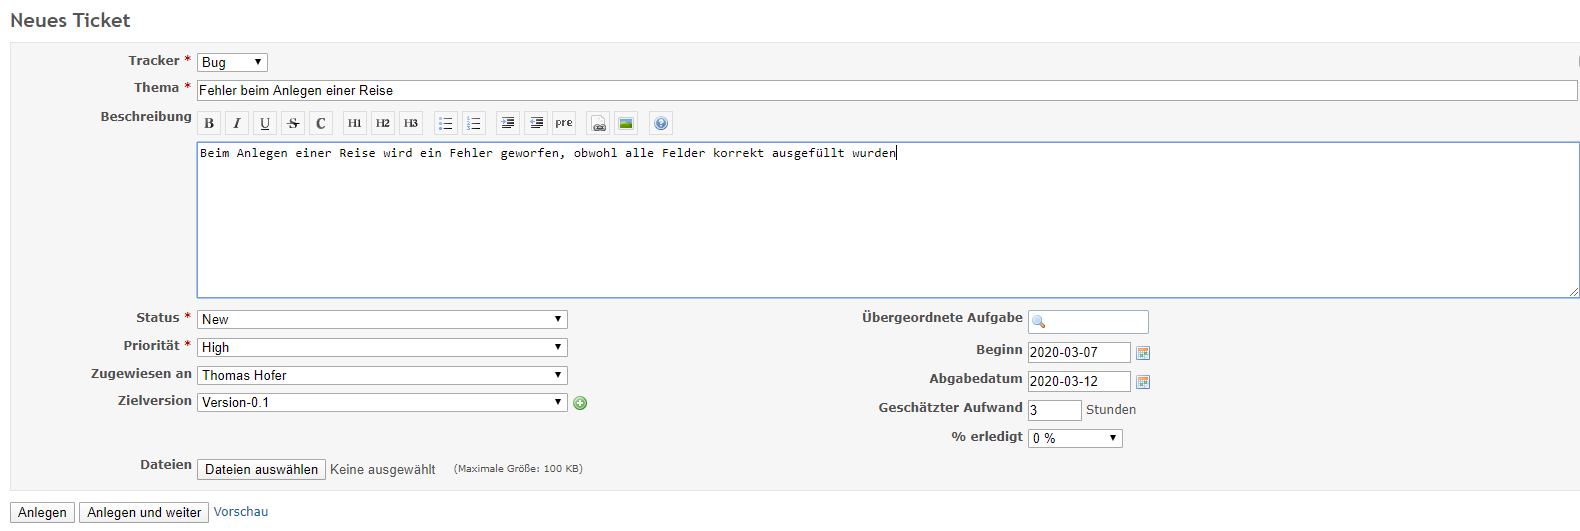 Neues Ticket
Tracker * Bug
Thema * Fehler beim Anlegen einer Reise
Beschreibung B I U S C H1 H2 H3 pre
Beim Anlegen einer Reise wird ein Fehler geworfen, obwohl alle Felder korrekt ausgefüllt wurden
Status * New
Priorität * High
Zugewiesen an Thomas Hofer
Zielversion Version-0.1
Übergeordnete Aufgabe
Beginn 2020-03-07
Abgabedatum 2020-03-12
Geschätzter Aufwand 3 Stunden
% erledigt 0 %
Dateien Dateien auswählen Keine ausgewählt (Maximale Größe: 100 KB)
Anlegen Anlegen und weiter Vorschau